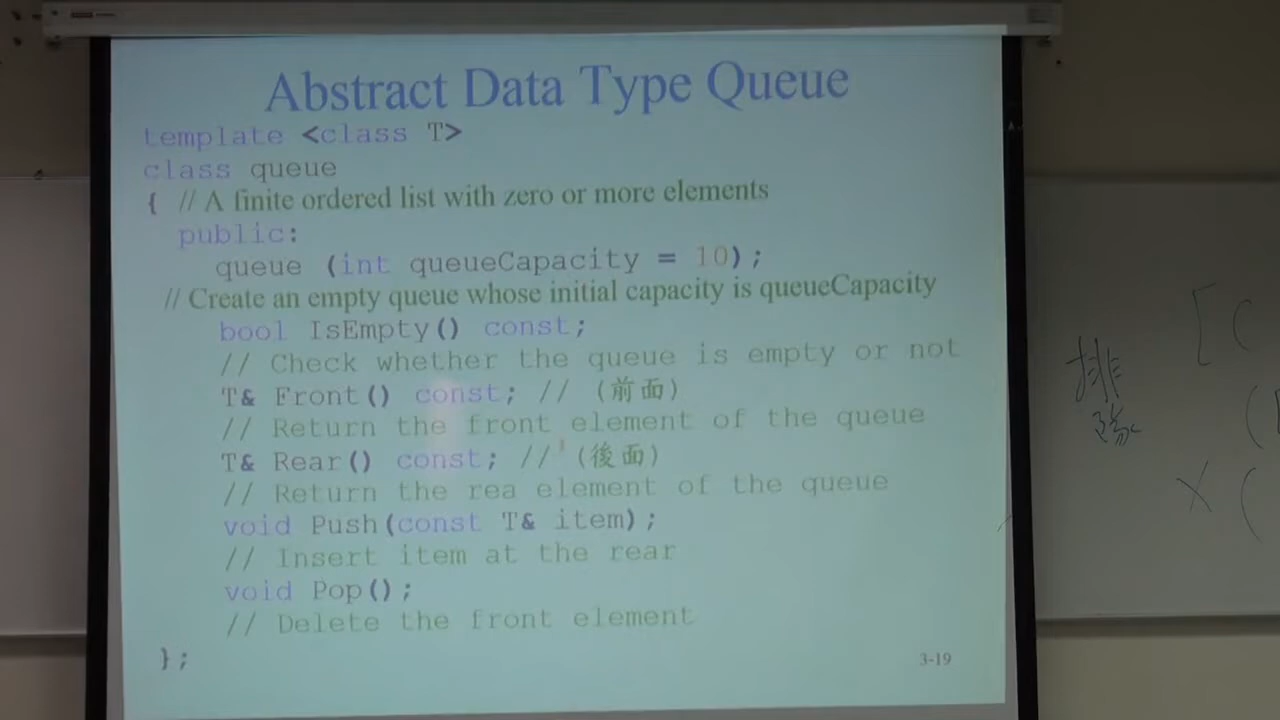 Abstract Data Type Queue
template <class T>
class queue
{ // A finite ordered list with zero or more elements
public:
queue (int queueCapacity = 10);
// Create an empty queue whose initial capacity is queueCapacity
bool IsEmpty() const;
// Check whether the queue is empty or not
T& Front() const; // (前面)
// Return the front element of the queue
T& Rear() const; // (後面)
// Return the rea element of the queue
void Push(const T& item);
// Insert item at the rear
void Pop();
// Delete the front element
};
3-19
排
[(
(
X (